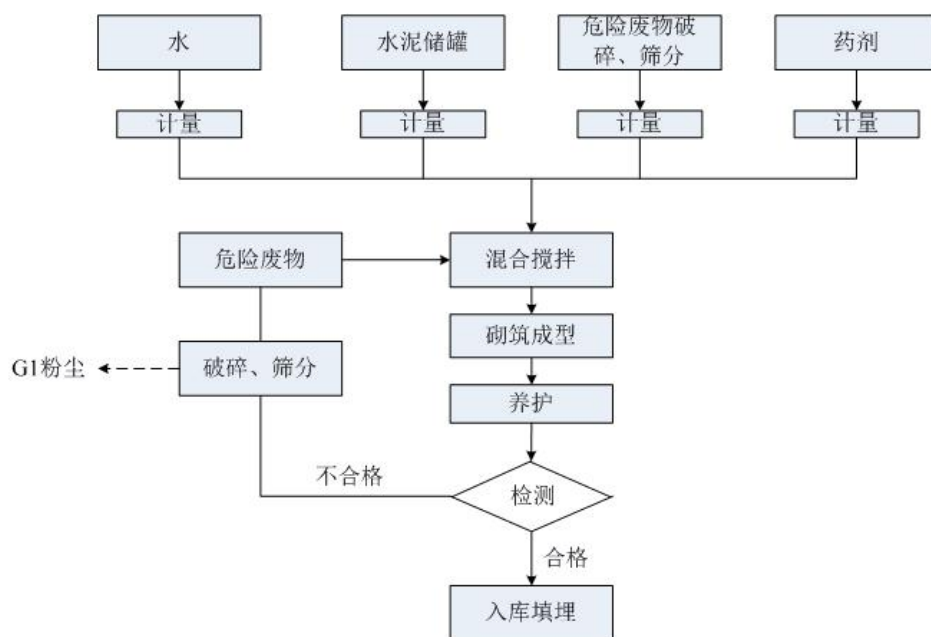 水
水泥储罐
危险废物破
碎、筛分
药剂
计量
计量
计量
计量
危险废物
混合搅拌
砌筑成型
G1粉尘
破碎、筛分
养护
不合格
检测
合格
入库填埋